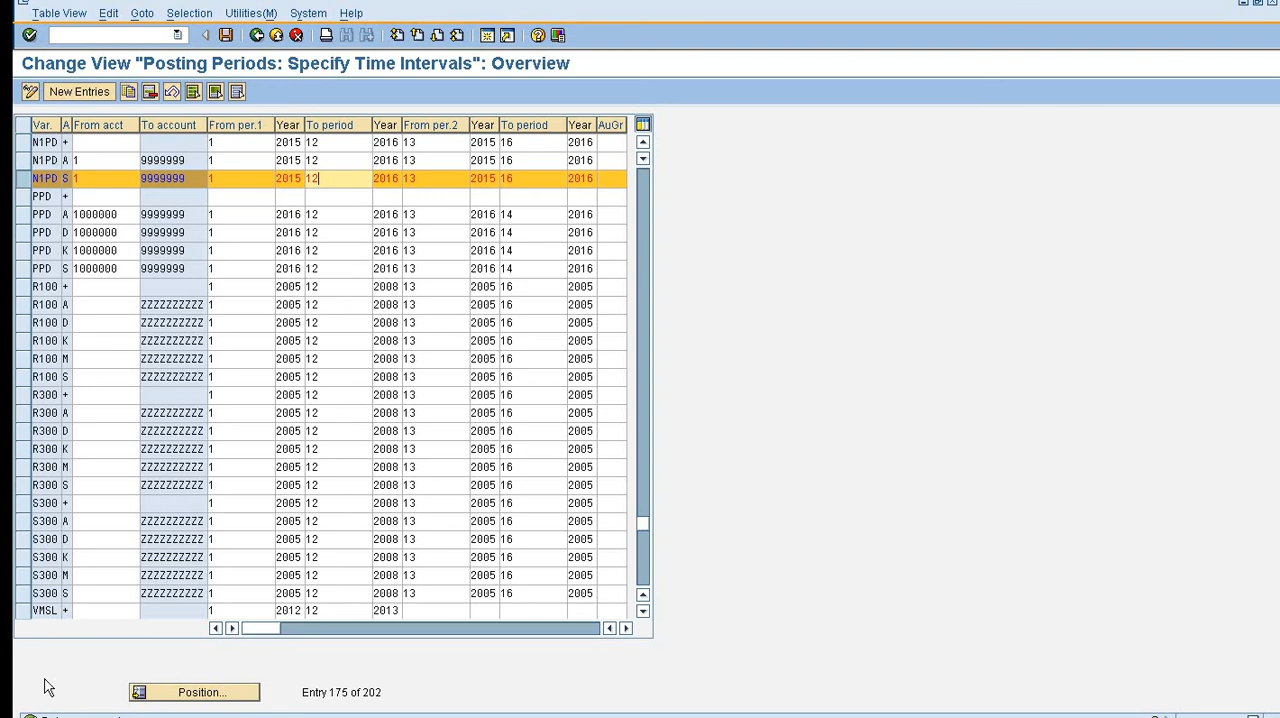 Table View Edit Goto Selection Utilities(M) System Help
Change View "Posting Periods: Specify Time Intervals": Overview
New Entries
Var. A From acct To account From per.1 Year To period Year From per.2 Year To period Year AuGr
N1PD + 1 2015 12 2016 13 2015 16 2016
N1PD A 1 9999999 1 2015 12 2016 13 2015 16 2016
N1PD S 1 9999999 1 2015 12 2016 13 2015 16 2016
PPD +
PPD A 1000000 9999999 1 2016 12 2016 13 2016 14 2016
PPD D 1000000 9999999 1 2016 12 2016 13 2016 14 2016
PPD K 1000000 9999999 1 2016 12 2016 13 2016 14 2016
PPD S 1000000 9999999 1 2016 12 2016 13 2016 14 2016
R100 + 1 2005 12 2008 13 2005 16 2005
R100 A ZZZZZZZZZZ 1 2005 12 2008 13 2005 16 2005
R100 D ZZZZZZZZZZ 1 2005 12 2008 13 2005 16 2005
R100 K ZZZZZZZZZZ 1 2005 12 2008 13 2005 16 2005
R100 M ZZZZZZZZZZ 1 2005 12 2008 13 2005 16 2005
R100 S ZZZZZZZZZZ 1 2005 12 2008 13 2005 16 2005
R300 + 1 2005 12 2008 13 2005 16 2005
R300 A ZZZZZZZZZZ 1 2005 12 2008 13 2005 16 2005
R300 D ZZZZZZZZZZ 1 2005 12 2008 13 2005 16 2005
R300 K ZZZZZZZZZZ 1 2005 12 2008 13 2005 16 2005
R300 M ZZZZZZZZZZ 1 2005 12 2008 13 2005 16 2005
R300 S ZZZZZZZZZZ 1 2005 12 2008 13 2005 16 2005
S300 + 1 2005 12 2008 13 2005 16 2005
S300 A ZZZZZZZZZZ 1 2005 12 2008 13 2005 16 2005
S300 D ZZZZZZZZZZ 1 2005 12 2008 13 2005 16 2005
S300 K ZZZZZZZZZZ 1 2005 12 2008 13 2005 16 2005
S300 M ZZZZZZZZZZ 1 2005 12 2008 13 2005 16 2005
S300 S ZZZZZZZZZZ 1 2005 12 2008 13 2005 16 2005
VMSL + 1 2012 12 2013
Position... Entry 175 of 202